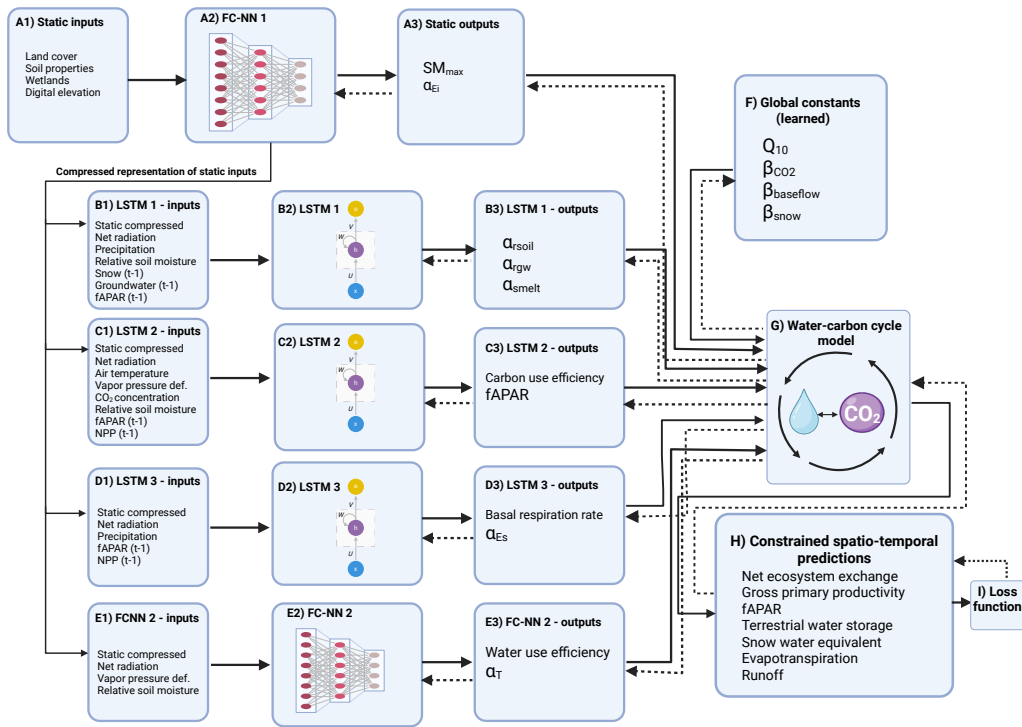 A1) Static inputs
Land cover
Soil properties
Wetlands
Digital elevation
A2) FC-NN 1
A3) Static outputs
SMmax
αEi
F) Global constants
(learned)
Q10
βCO2
βbaseflow
βsnow
Compressed representation of static inputs
B1) LSTM 1 - inputs
Static compressed
Net radiation
Precipitation
Relative soil moisture
Snow (t-1)
Groundwater (t-1)
fAPAR (t-1)
B2) LSTM 1
o
V
W
h
U
x
B3) LSTM 1 - outputs
αrsoil
αrgw
αsmelt
C1) LSTM 2 - inputs
Static compressed
Net radiation
Air temperature
Vapor pressure def.
CO₂ concentration
Relative soil moisture
fAPAR (t-1)
NPP (t-1)
C2) LSTM 2
o
V
W
h
U
x
C3) LSTM 2 - outputs
Carbon use efficiency
fAPAR
G) Water-carbon cycle
model
CO₂
D1) LSTM 3 - inputs
Static compressed
Net radiation
Precipitation
fAPAR (t-1)
NPP (t-1)
D2) LSTM 3
o
V
W
h
U
x
D3) LSTM 3 - outputs
Basal respiration rate
αEs
H) Constrained spatio-temporal
predictions
Net ecosystem exchange
Gross primary productivity
fAPAR
Terrestrial water storage
Snow water equivalent
Evapotranspiration
Runoff
I) Loss
function
E1) FCNN 2 - inputs
Static compressed
Net radiation
Vapor pressure def.
Relative soil moisture
E2) FC-NN 2
E3) FC-NN 2 - outputs
Water use efficiency
αT